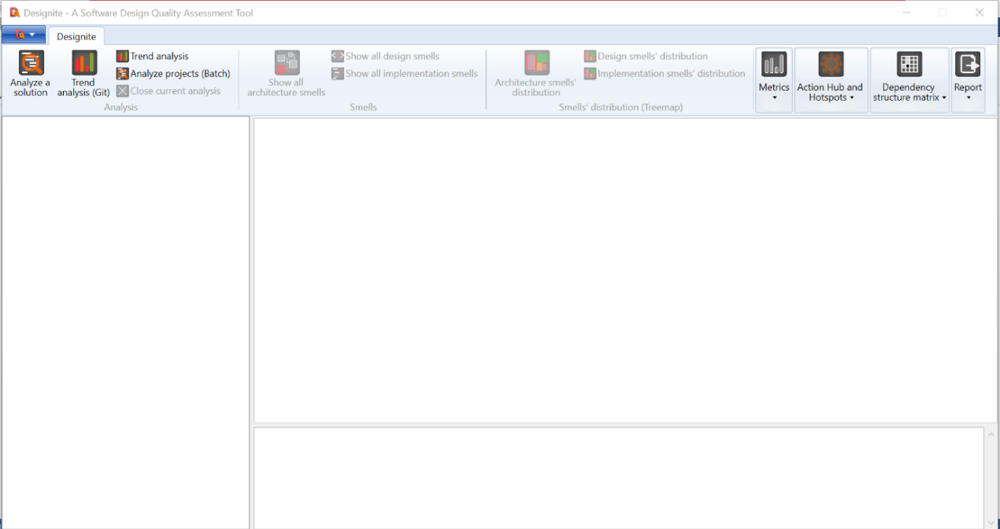 Designite - A Software Design Quality Assessment Tool
Designite
Analyze a
solution
Trend
analysis (Git)
Trend analysis
Analyze projects (Batch)
Close current analysis
Analysis
Show all
architecture smells
Show all design smells
Show all implementation smells
Smells
Architecture smells'
distribution
Design smells' distribution
Implementation smells' distribution
Smells' distribution (Treemap)
Metrics
Action Hub and
Hotspots
Dependency
structure matrix
Report